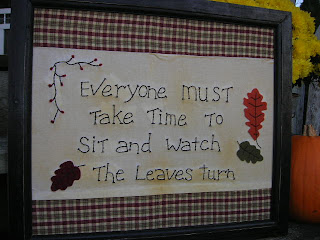 Everyone must
Take Time To
Sit and watch
The Leaves turn